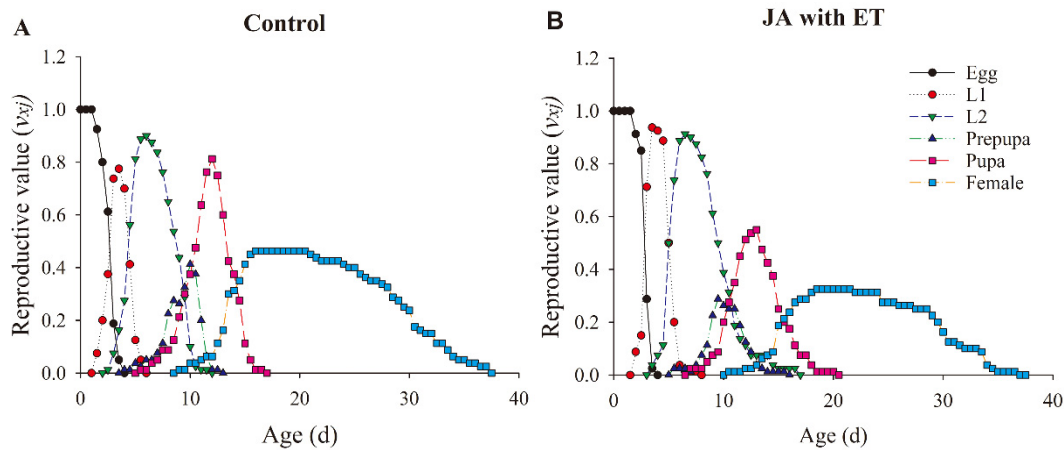 A
Control
B
JA with ET
Reproductive value (vxj)
1.2
1.0
0.8
0.6
0.4
0.2
0.0
0
10
20
30
40
Age (d)
Reproductive value (vxj)
1.2
1.0
0.8
0.6
0.4
0.2
0.0
0
10
20
30
40
Age (d)
Egg
L1
L2
Prepupa
Pupa
Female